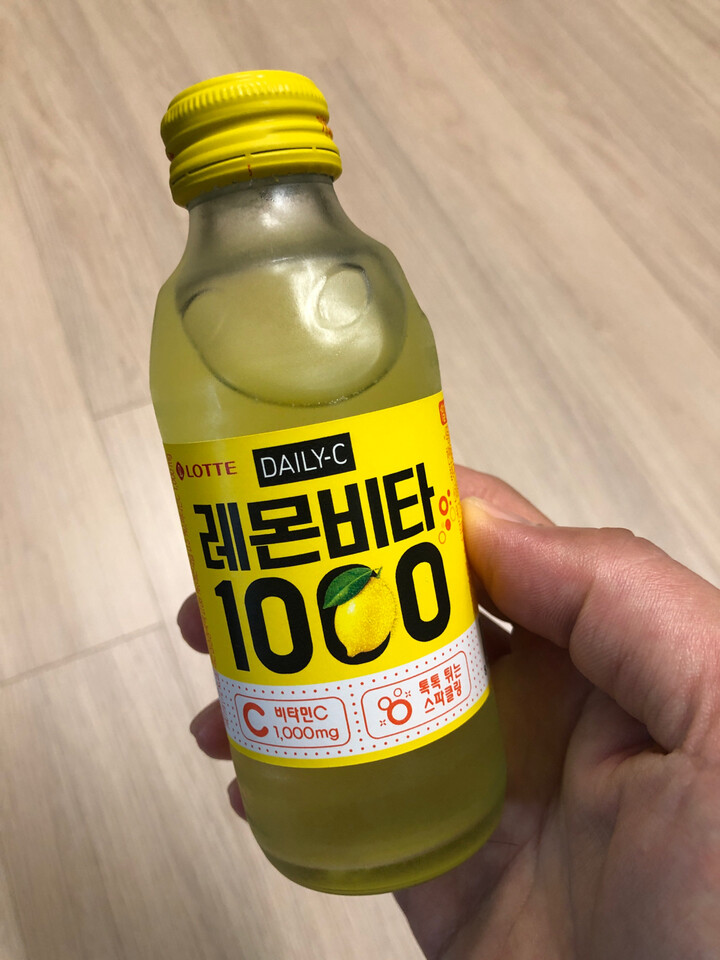 LOTTE
DAILY-C
레몬비타
1000
C
비타민C
1,000mg
톡톡 튀는
스파클링